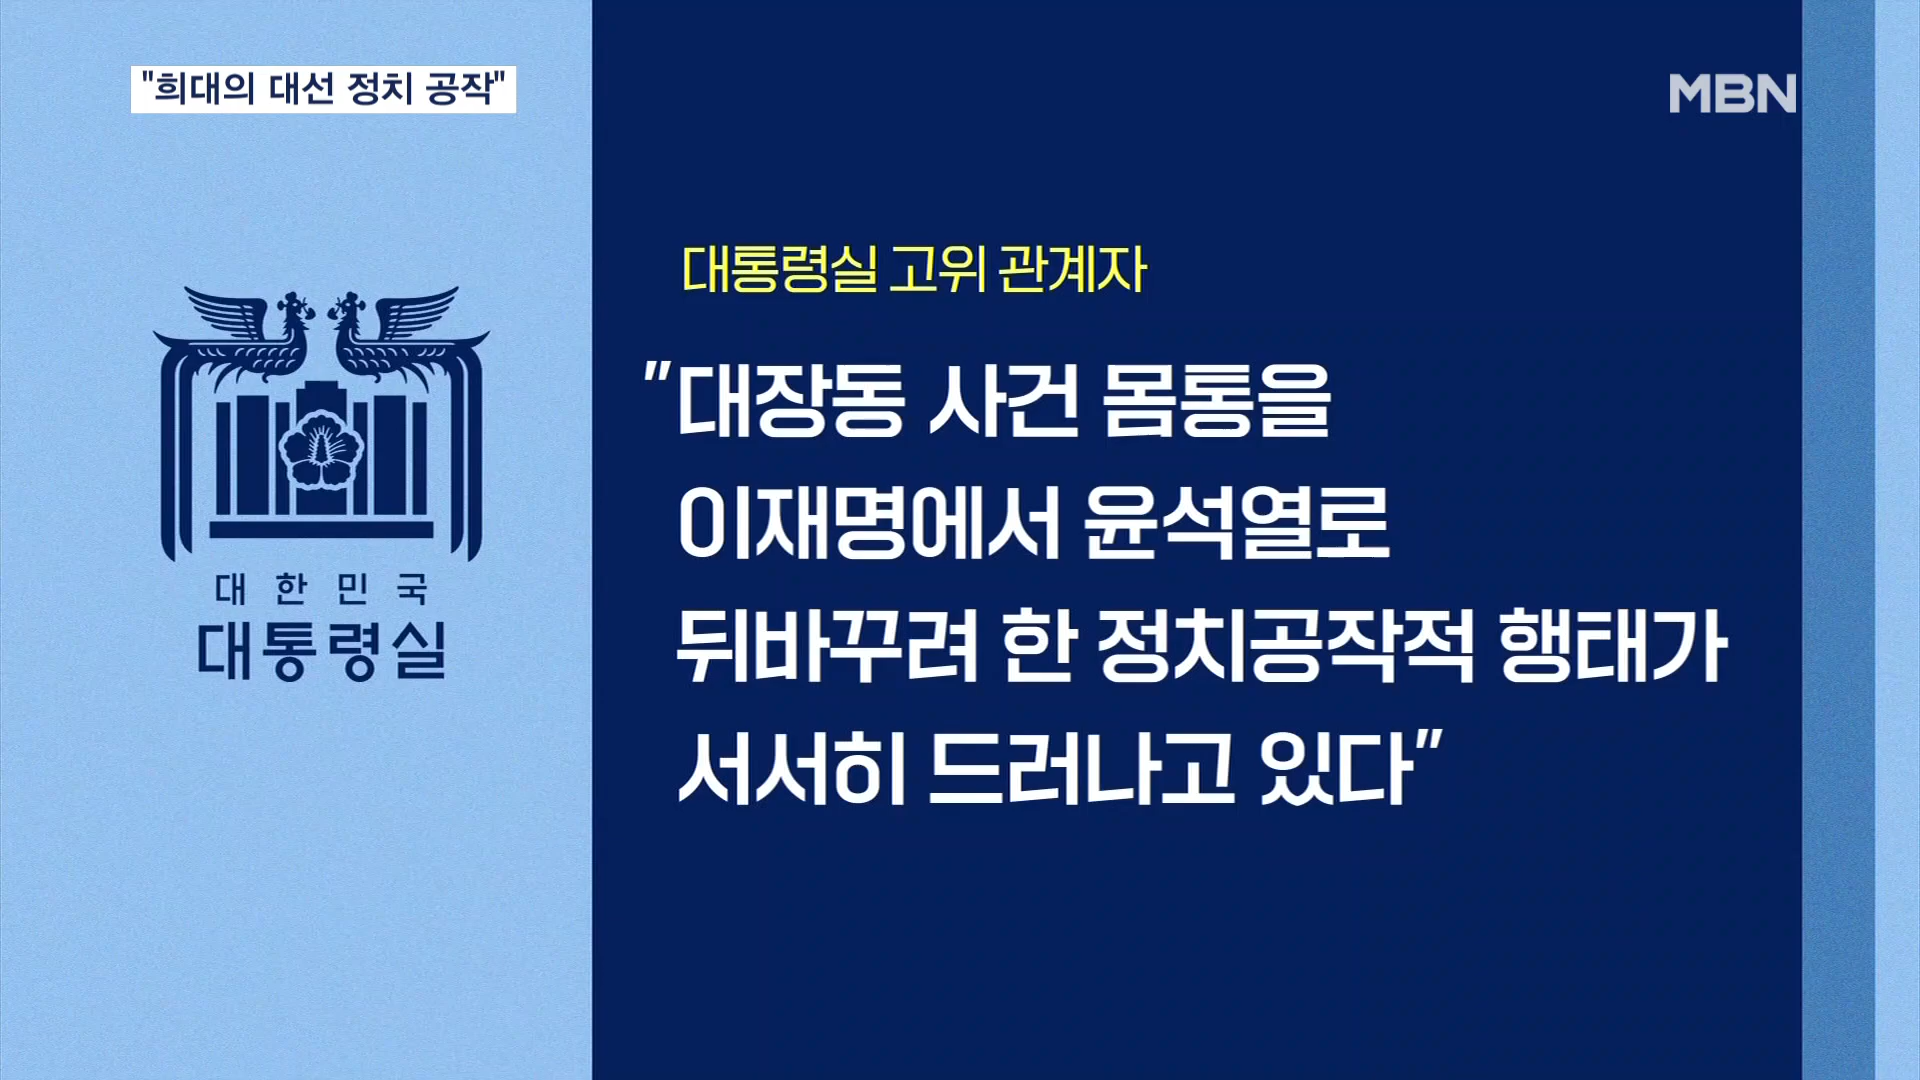 "희대의 대선 정치 공작"
MBN
대한민국
대통령실
대통령실 고위 관계자
"대장동 사건 몸통을
이재명에서 윤석열로
뒤바꾸려 한 정치공작적 행태가
서서히 드러나고 있다"